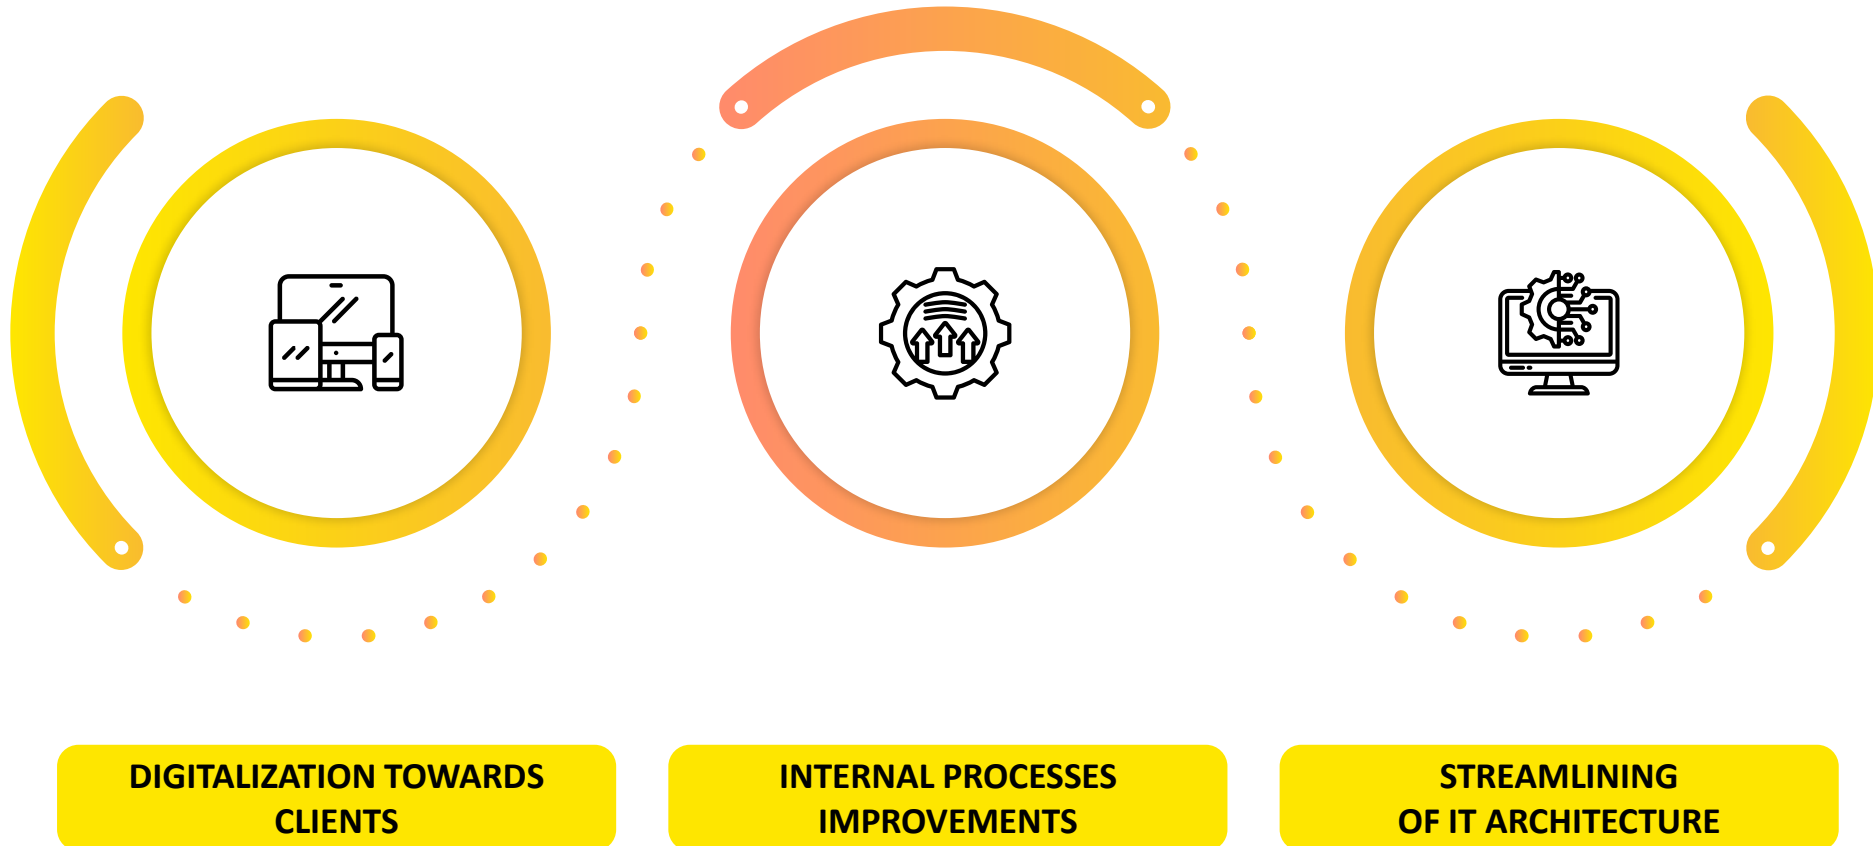 DIGITALIZATION TOWARDS
CLIENTS
INTERNAL PROCESSES
IMPROVEMENTS
STREAMLINING
OF IT ARCHITECTURE